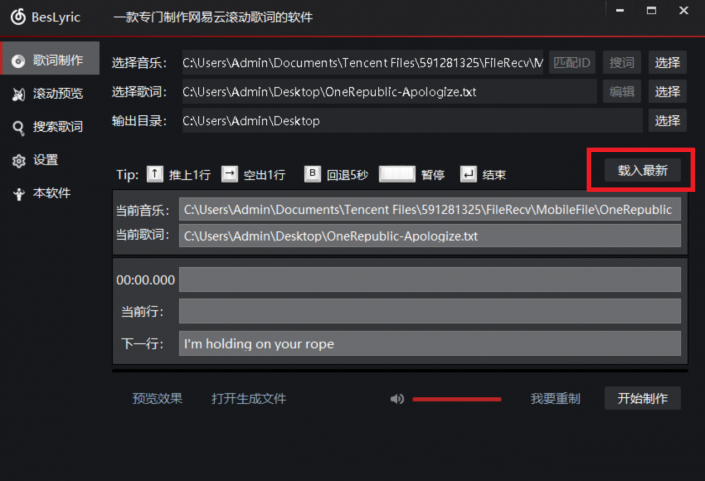 BesLyric 一款专门制作网易云滚动歌词的软件
歌词制作
滚动预览
搜索歌词
设置
本软件
选择音乐： C:\Users\Admin\Documents\Tencent Files\591281325\FileRecv\M 匹配ID 搜词 选择
选择歌词： C:\Users\Admin\Desktop\OneRepublic-Apologize.txt 编辑 选择
输出目录： C:\Users\Admin\Desktop 选择
Tip: ↑ 推上1行 → 空出1行 B 回退5秒 暂停 ↵ 结束 载入最新
当前音乐： C:\Users\Admin\Documents\Tencent Files\591281325\FileRecv\MobileFile\OneRepublic
当前歌词： C:\Users\Admin\Desktop\OneRepublic-Apologize.txt
00:00.000
当前行：
下一行： I'm holding on your rope
预览效果 打开生成文件 我要重制 开始制作